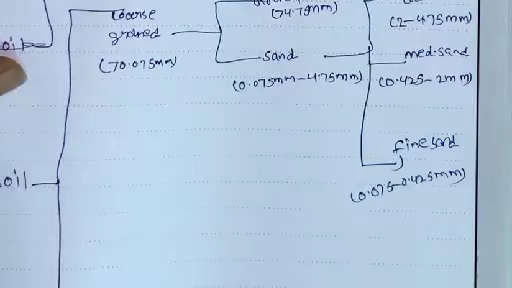 coarse
grained
(>0.075mm)
(>4.75mm)
sand
(0.075mm-4.75mm)
(2-4.75mm)
med.sand
(0.425-2mm)
fine sand
(0.075-0.425mm)
oil